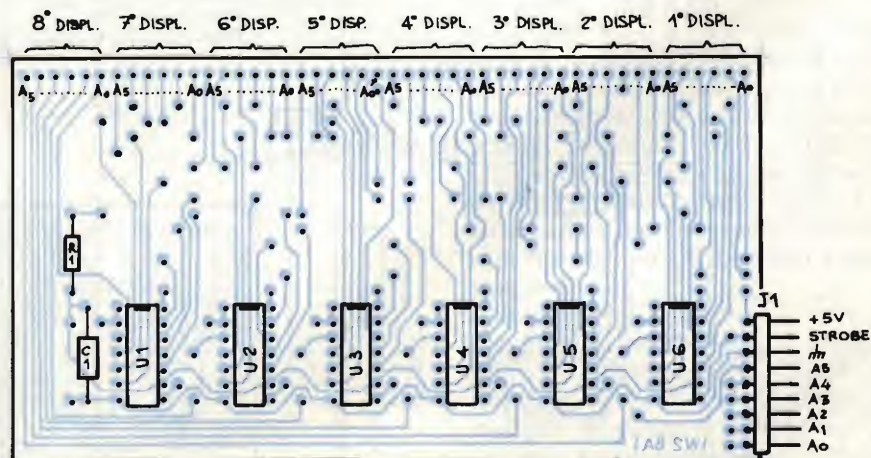 8° DISPL. 7° DISPL. 6° DISP. 5° DISP. 4° DISPL. 3° DISPL. 2° DISPL. 1° DISPL.
A5 ........ A0 A5 ........ A0 A5 ........ A0 A5 ........ A0 A5 ........ A0 A5 ........ A0 A5 ........ A0 A5 ........ A0
R1
C1
U1
U2
U3
U4
U5
U6
J1
+5V
STROBE
A5
A4
A3
A2
A1
A0
LAB SW1